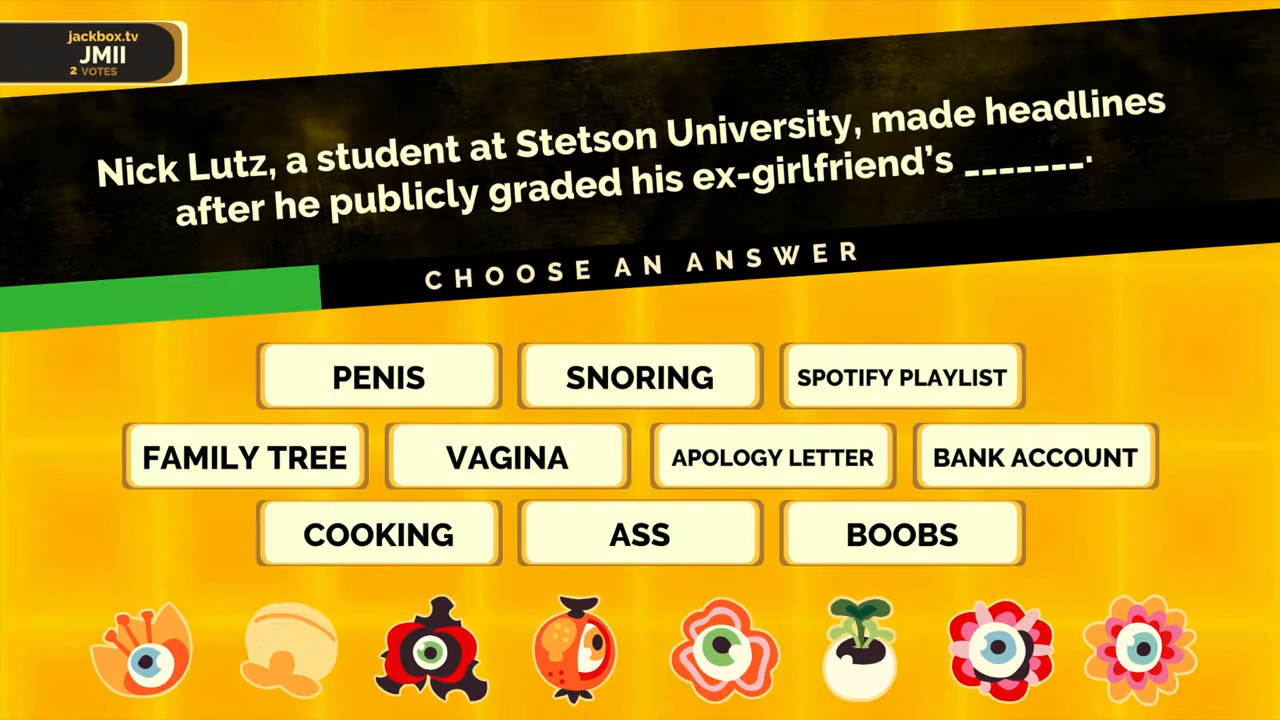 jackbox.tv
JMII
2 VOTES
Nick Lutz, a student at Stetson University, made headlines
after he publicly graded his ex-girlfriend’s _______.
CHOOSE AN ANSWER
PENIS
SNORING
SPOTIFY PLAYLIST
FAMILY TREE
VAGINA
APOLOGY LETTER
BANK ACCOUNT
COOKING
ASS
BOOBS